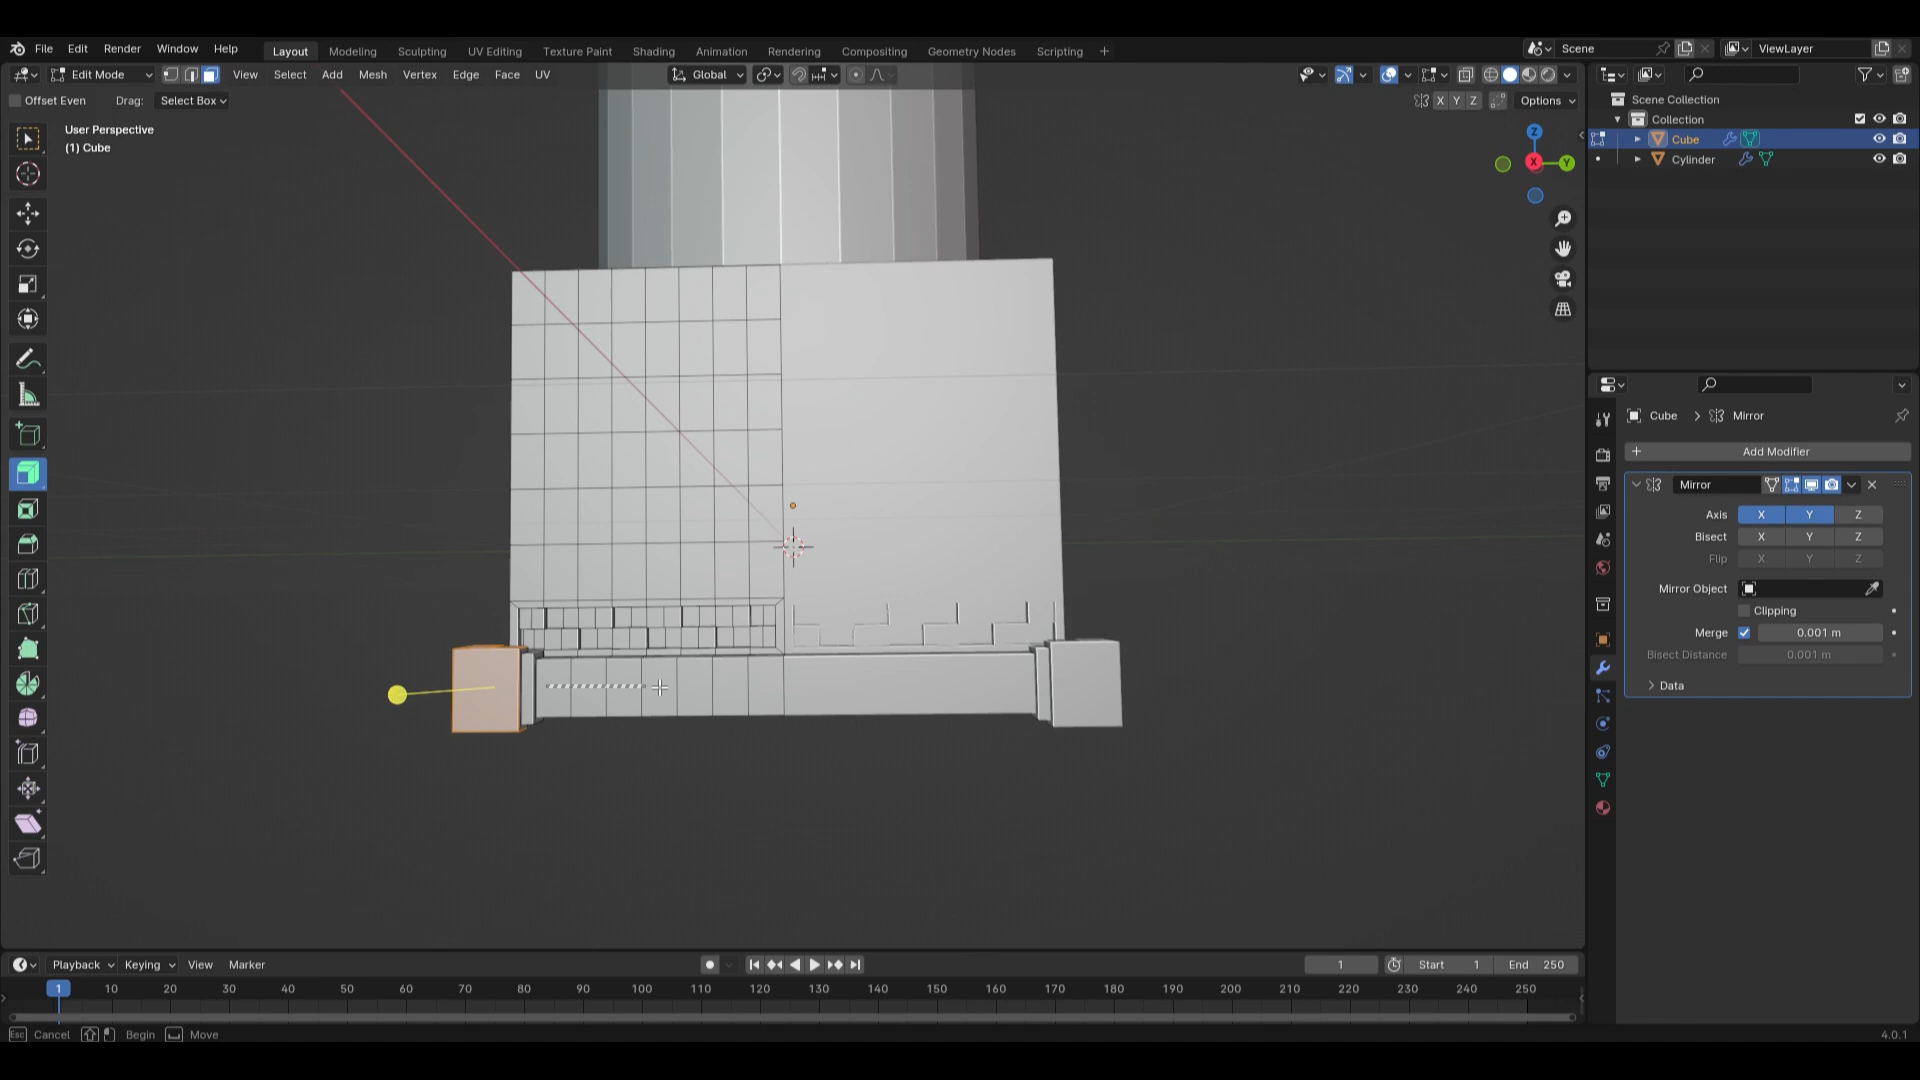 File Edit Render Window Help Layout Modeling Sculpting UV Editing Texture Paint Shading Animation Rendering Compositing Geometry Nodes Scripting + Scene ViewLayer
Edit Mode View Select Add Mesh Vertex Edge Face UV Global
Offset Even Drag: Select Box X Y Z Options
Scene Collection
Collection
Cube
Cylinder
User Perspective
(1) Cube
Z
X
Y
Cube > Mirror
+ Add Modifier
Mirror
Axis X Y Z
Bisect X Y Z
Flip X Y Z
Mirror Object
Clipping
Merge 0.001 m
Bisect Distance 0.001 m
Data
Playback Keying View Marker 1 Start 1 End 250
1 10 20 30 40 50 60 70 80 90 100 110 120 130 140 150 160 170 180 190 200 210 220 230 240 250
Esc Cancel Begin Move 4.0.1